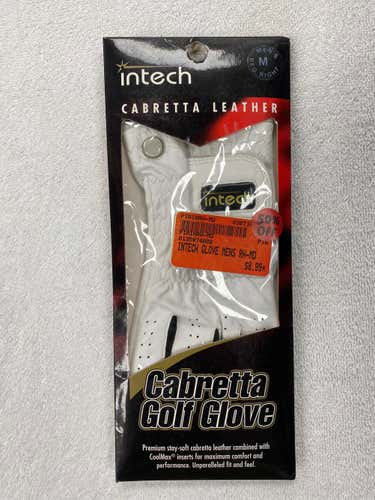 intech
MEN'S
M
REG. RIGHT
CABRETTA LEATHER
intech
50%
OFF
INTECH GLOVE MENS RH-MD
$8.99
Cabretta
Golf Glove
Premium stay-soft cabretta leather combined with
CoolMax® inserts for maximum comfort and
performance. Unparalleled fit and feel.